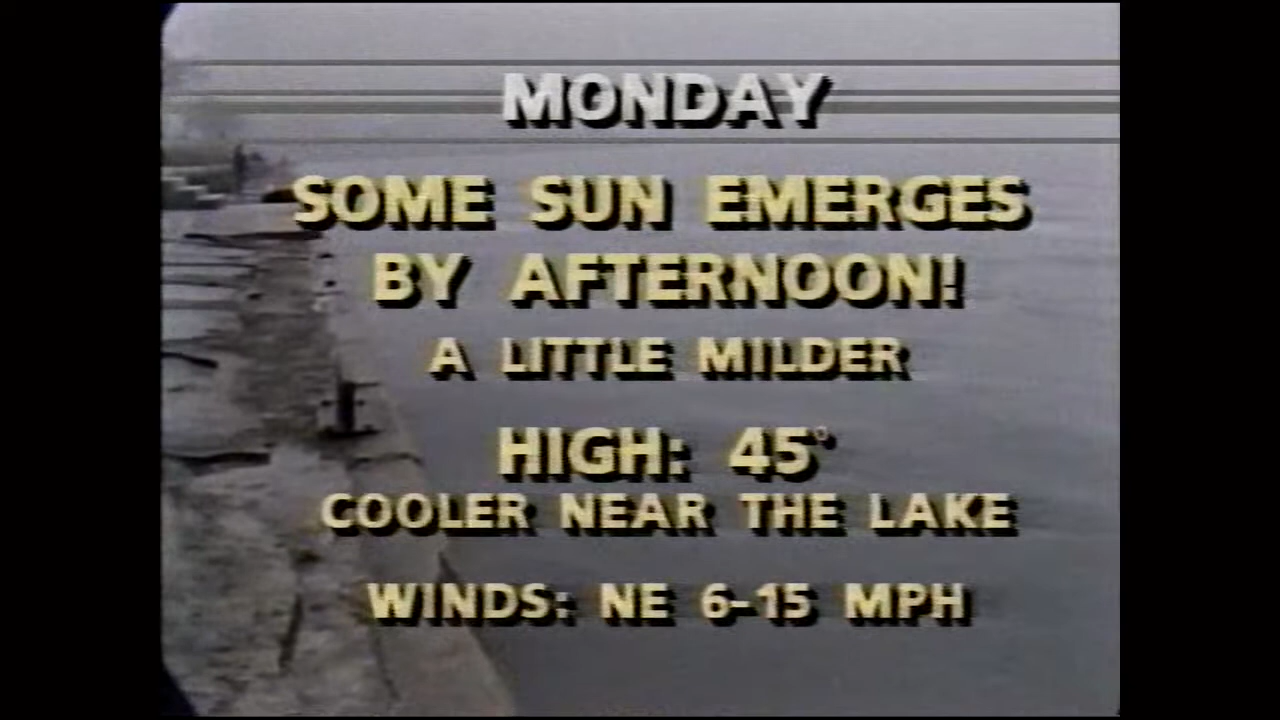 MONDAY
SOME SUN EMERGES
BY AFTERNOON!
A LITTLE MILDER
HIGH: 45°
COOLER NEAR THE LAKE
WINDS: NE 6-15 MPH